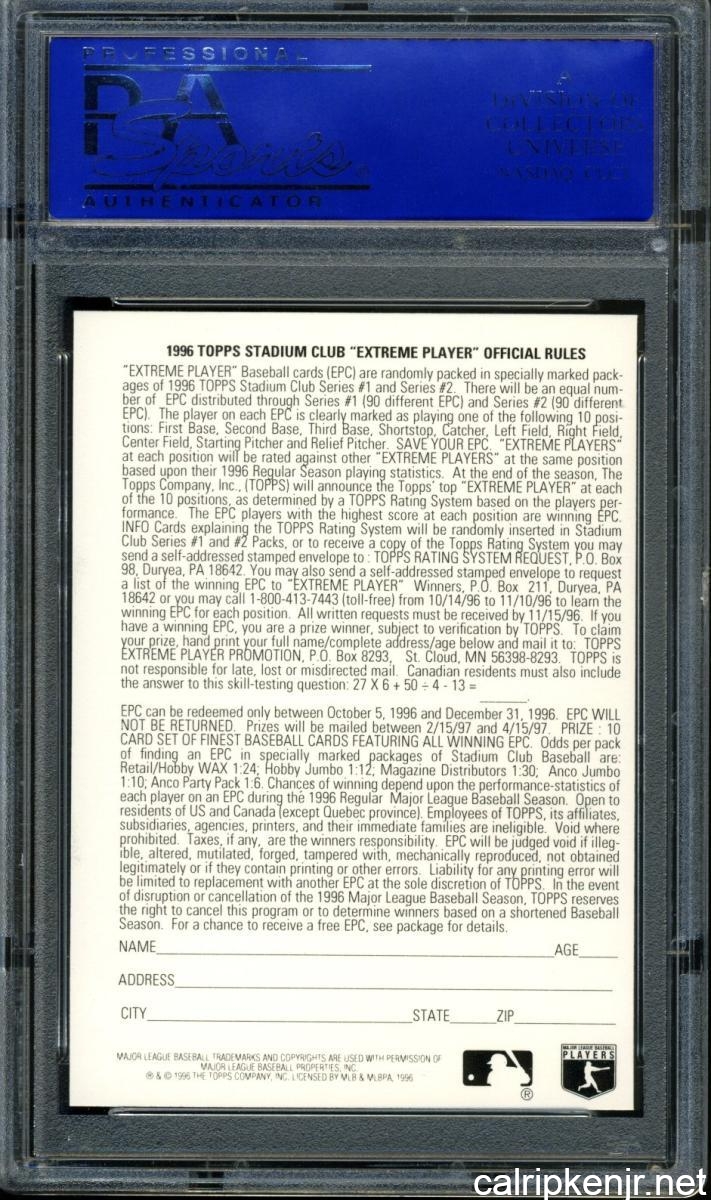 PROFESSIONAL
PSA
Sports®
AUTHENTICATOR
A
DIVISION OF
COLLECTORS
UNIVERSE
NASDAQ: CLCT
1996 TOPPS STADIUM CLUB "EXTREME PLAYER" OFFICIAL RULES
"EXTREME PLAYER" Baseball cards (EPC) are randomly packed in specially marked pack-
ages of 1996 TOPPS Stadium Club Series #1 and Series #2. There will be an equal num-
ber of EPC distributed through Series #1 (90 different EPC) and Series #2 (90 different
EPC). The player on each EPC is clearly marked as playing one of the following 10 posi-
tions: First Base, Second Base, Third Base, Shortstop, Catcher, Left Field, Right Field,
Center Field, Starting Pitcher and Relief Pitcher. SAVE YOUR EPC. "EXTREME PLAYERS"
at each position will be rated against other "EXTREME PLAYERS" at the same position
based upon their 1996 Regular Season playing statistics. At the end of the season, The
Topps Company, Inc., (TOPPS) will announce the Topps' top "EXTREME PLAYER" at each
of the 10 positions, as determined by a TOPPS Rating System based on the players per-
formance. The EPC players with the highest score at each position are winning EPC.
INFO Cards explaining the TOPPS Rating System will be randomly inserted in Stadium
Club Series #1 and #2 Packs, or to receive a copy of the Topps Rating System you may
send a self-addressed stamped envelope to : TOPPS RATING SYSTEM REQUEST, P.O. Box
98, Duryea, PA 18642. You may also send a self-addressed stamped envelope to request
a list of the winning EPC to "EXTREME PLAYER" Winners, P.O. Box 211, Duryea, PA
18642 or you may call 1-800-413-7443 (toll-free) from 10/14/96 to 11/10/96 to learn the
winning EPC for each position. All written requests must be received by 11/15/96. If you
have a winning EPC, you are a prize winner, subject to verification by TOPPS. To claim
your prize, hand print your full name/complete address/age below and mail it to: TOPPS
EXTREME PLAYER PROMOTION, P.O. Box 8293, St. Cloud, MN 56398-8293. TOPPS is
not responsible for late, lost or misdirected mail. Canadian residents must also include
the answer to this skill-testing question: 27 X 6 + 50 ÷ 4 - 13 = ______.
EPC can be redeemed only between October 5, 1996 and December 31, 1996. EPC WILL
NOT BE RETURNED. Prizes will be mailed between 2/15/97 and 4/15/97. PRIZE : 10
CARD SET OF FINEST BASEBALL CARDS FEATURING ALL WINNING EPC. Odds per pack
of finding an EPC in specially marked packages of Stadium Club Baseball are:
Retail/Hobby WAX 1:24; Hobby Jumbo 1:12; Magazine Distributors 1:30; Anco Jumbo
1:10; Anco Party Pack 1:6. Chances of winning depend upon the performance-statistics of
each player on an EPC during the 1996 Regular Major League Baseball Season. Open to
residents of US and Canada (except Quebec province). Employees of TOPPS, its affiliates,
subsidiaries, agencies, printers, and their immediate families are ineligible. Void where
prohibited. Taxes, if any, are the winners responsibility. EPC will be judged void if illeg-
ible, altered, mutilated, forged, tampered with, mechanically reproduced, not obtained
legitimately or if they contain printing or other errors. Liability for any printing error will
be limited to replacement with another EPC at the sole discretion of TOPPS. In the event
of disruption or cancellation of the 1996 Major League Baseball Season, TOPPS reserves
the right to cancel this program or to determine winners based on a shortened Baseball
Season. For a chance to receive a free EPC, see package for details.
NAME AGE
ADDRESS
CITY STATE ZIP
MAJOR LEAGUE BASEBALL TRADEMARKS AND COPYRIGHTS ARE USED WITH PERMISSION OF
MAJOR LEAGUE BASEBALL PROPERTIES, INC.
® & © 1996 THE TOPPS COMPANY, INC. LICENSED BY MLB & MLBPA, 1996
®
MAJOR LEAGUE BASEBALL
PLAYERS
calripkenjr.net